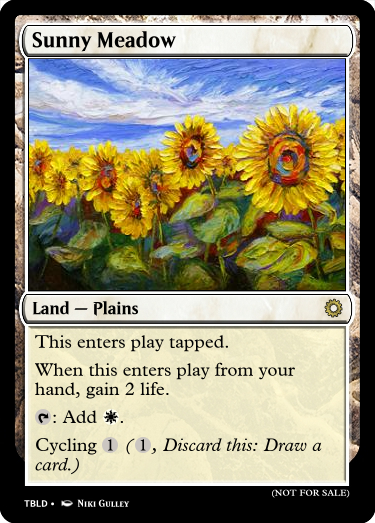 Sunny Meadow
Land — Plains
This enters play tapped.
When this enters play from your
hand, gain 2 life.
: Add .
Cycling 1 (1, Discard this: Draw a
card.)
(NOT FOR SALE)
TBLD • Niki Gulley